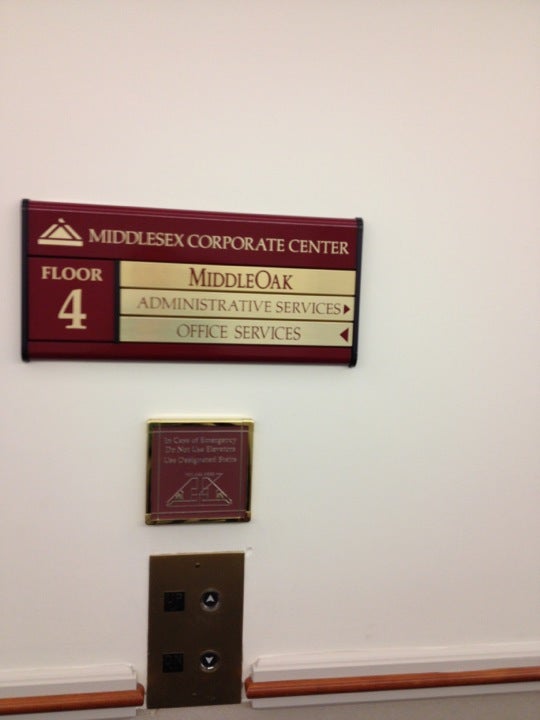 MIDDLESEX CORPORATE CENTER
FLOOR
4
MIDDLEOAK
ADMINISTRATIVE SERVICES
OFFICE SERVICES
In Case of Emergency
Do Not Use Elevators
Use Designated Stairs